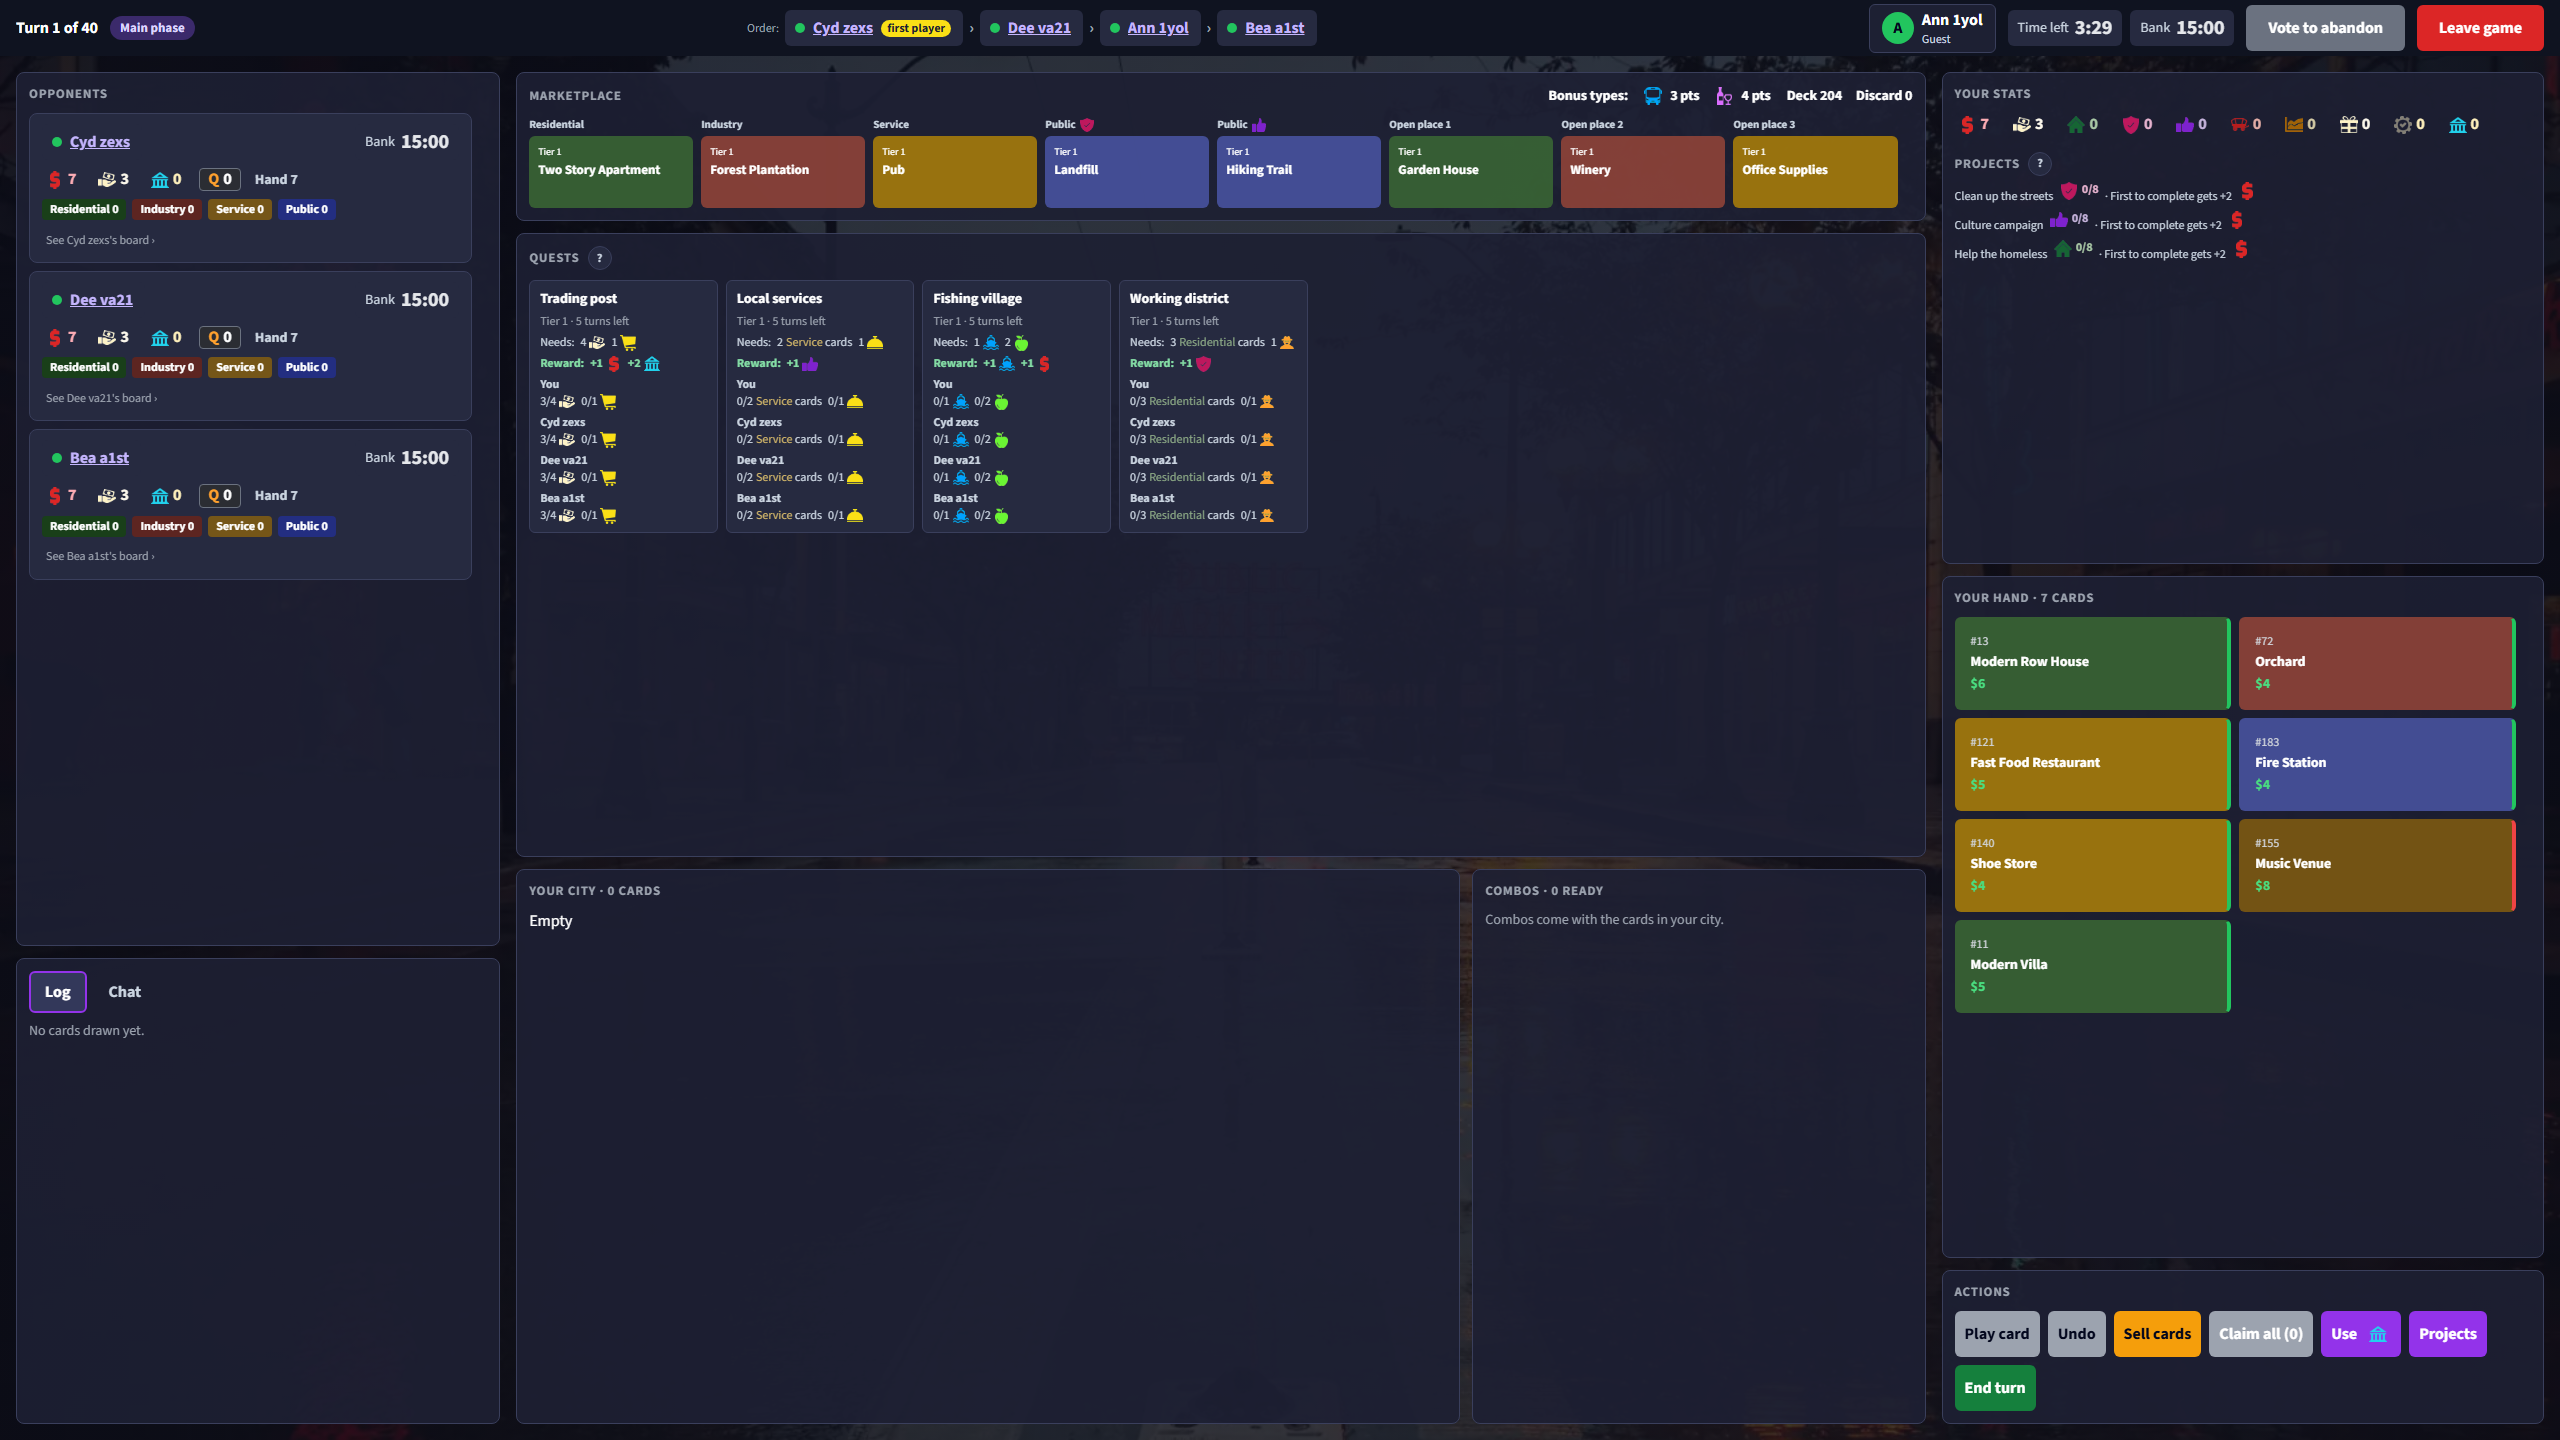 Turn 1 of 40 Main phase
Order: Cyd zexs first player › Dee va21 › Ann 1yol › Bea a1st
A Ann 1yol
Guest
Time left 3:29
Bank 15:00
Vote to abandon
Leave game
OPPONENTS
Cyd zexs Bank 15:00
7 3 0 Q 0 Hand 7
Residential 0 Industry 0 Service 0 Public 0
See Cyd zexs's board ›
Dee va21 Bank 15:00
7 3 0 Q 0 Hand 7
Residential 0 Industry 0 Service 0 Public 0
See Dee va21's board ›
Bea a1st Bank 15:00
7 3 0 Q 0 Hand 7
Residential 0 Industry 0 Service 0 Public 0
See Bea a1st's board ›
Log Chat
No cards drawn yet.
MARKETPLACE
Bonus types: 3 pts 4 pts Deck 204 Discard 0
Residential
Tier 1
Two Story Apartment
Industry
Tier 1
Forest Plantation
Service
Tier 1
Pub
Public
Tier 1
Landfill
Public
Tier 1
Hiking Trail
Open place 1
Tier 1
Garden House
Open place 2
Tier 1
Winery
Open place 3
Tier 1
Office Supplies
QUESTS ?
Trading post
Tier 1 · 5 turns left
Needs: 4 1
Reward: +1 +2
You
3/4 0/1
Cyd zexs
3/4 0/1
Dee va21
3/4 0/1
Bea a1st
3/4 0/1
Local services
Tier 1 · 5 turns left
Needs: 2 Service cards 1
Reward: +1
You
0/2 Service cards 0/1
Cyd zexs
0/2 Service cards 0/1
Dee va21
0/2 Service cards 0/1
Bea a1st
0/2 Service cards 0/1
Fishing village
Tier 1 · 5 turns left
Needs: 1 2
Reward: +1 +1
You
0/1 0/2
Cyd zexs
0/1 0/2
Dee va21
0/1 0/2
Bea a1st
0/1 0/2
Working district
Tier 1 · 5 turns left
Needs: 3 Residential cards 1
Reward: +1
You
0/3 Residential cards 0/1
Cyd zexs
0/3 Residential cards 0/1
Dee va21
0/3 Residential cards 0/1
Bea a1st
0/3 Residential cards 0/1
YOUR CITY · 0 CARDS
Empty
COMBOS · 0 READY
Combos come with the cards in your city.
YOUR STATS
7 3 0 0 0 0 0 0 0 0
PROJECTS ?
Clean up the streets 0/8 · First to complete gets +2
Culture campaign 0/8 · First to complete gets +2
Help the homeless 0/8 · First to complete gets +2
YOUR HAND · 7 CARDS
#13
Modern Row House
$6
#72
Orchard
$4
#121
Fast Food Restaurant
$5
#183
Fire Station
$4
#140
Shoe Store
$4
#155
Music Venue
$8
#11
Modern Villa
$5
ACTIONS
Play card Undo Sell cards Claim all (0) Use Projects
End turn